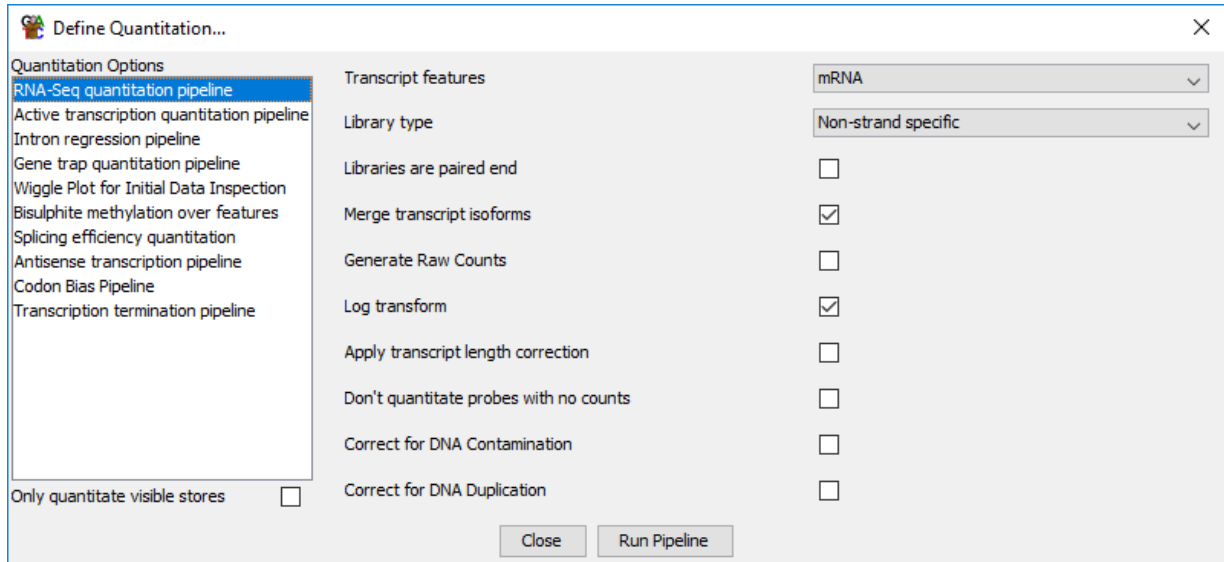 Define Quantitation...
Quantitation Options
RNA-Seq quantitation pipeline
Active transcription quantitation pipeline
Intron regression pipeline
Gene trap quantitation pipeline
Wiggle Plot for Initial Data Inspection
Bisulphite methylation over features
Splicing efficiency quantitation
Antisense transcription pipeline
Codon Bias Pipeline
Transcription termination pipeline
Only quantitate visible stores
Transcript features mRNA
Library type Non-strand specific
Libraries are paired end
Merge transcript isoforms
Generate Raw Counts
Log transform
Apply transcript length correction
Don't quantitate probes with no counts
Correct for DNA Contamination
Correct for DNA Duplication
Close Run Pipeline